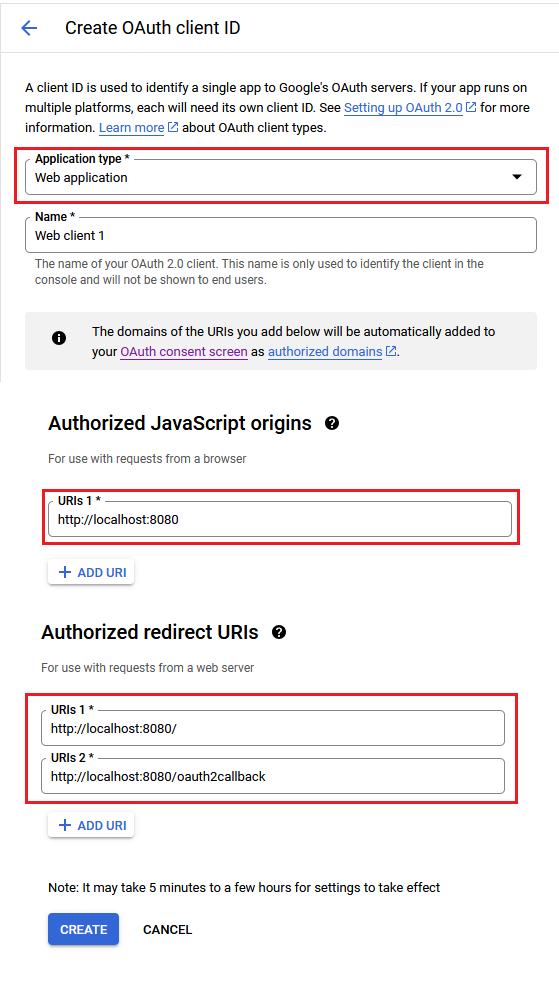 Create OAuth client ID
A client ID is used to identify a single app to Google's OAuth servers. If your app runs on
multiple platforms, each will need its own client ID. See Setting up OAuth 2.0 for more
information. Learn more about OAuth client types.
Application type *
Web application
Name *
Web client 1
The name of your OAuth 2.0 client. This name is only used to identify the client in the
console and will not be shown to end users.
The domains of the URIs you add below will be automatically added to
your OAuth consent screen as authorized domains.
Authorized JavaScript origins
For use with requests from a browser
URIs 1 *
http://localhost:8080
+ ADD URI
Authorized redirect URIs
For use with requests from a web server
URIs 1 *
http://localhost:8080/
URIs 2 *
http://localhost:8080/oauth2callback
+ ADD URI
Note: It may take 5 minutes to a few hours for settings to take effect
CREATE CANCEL